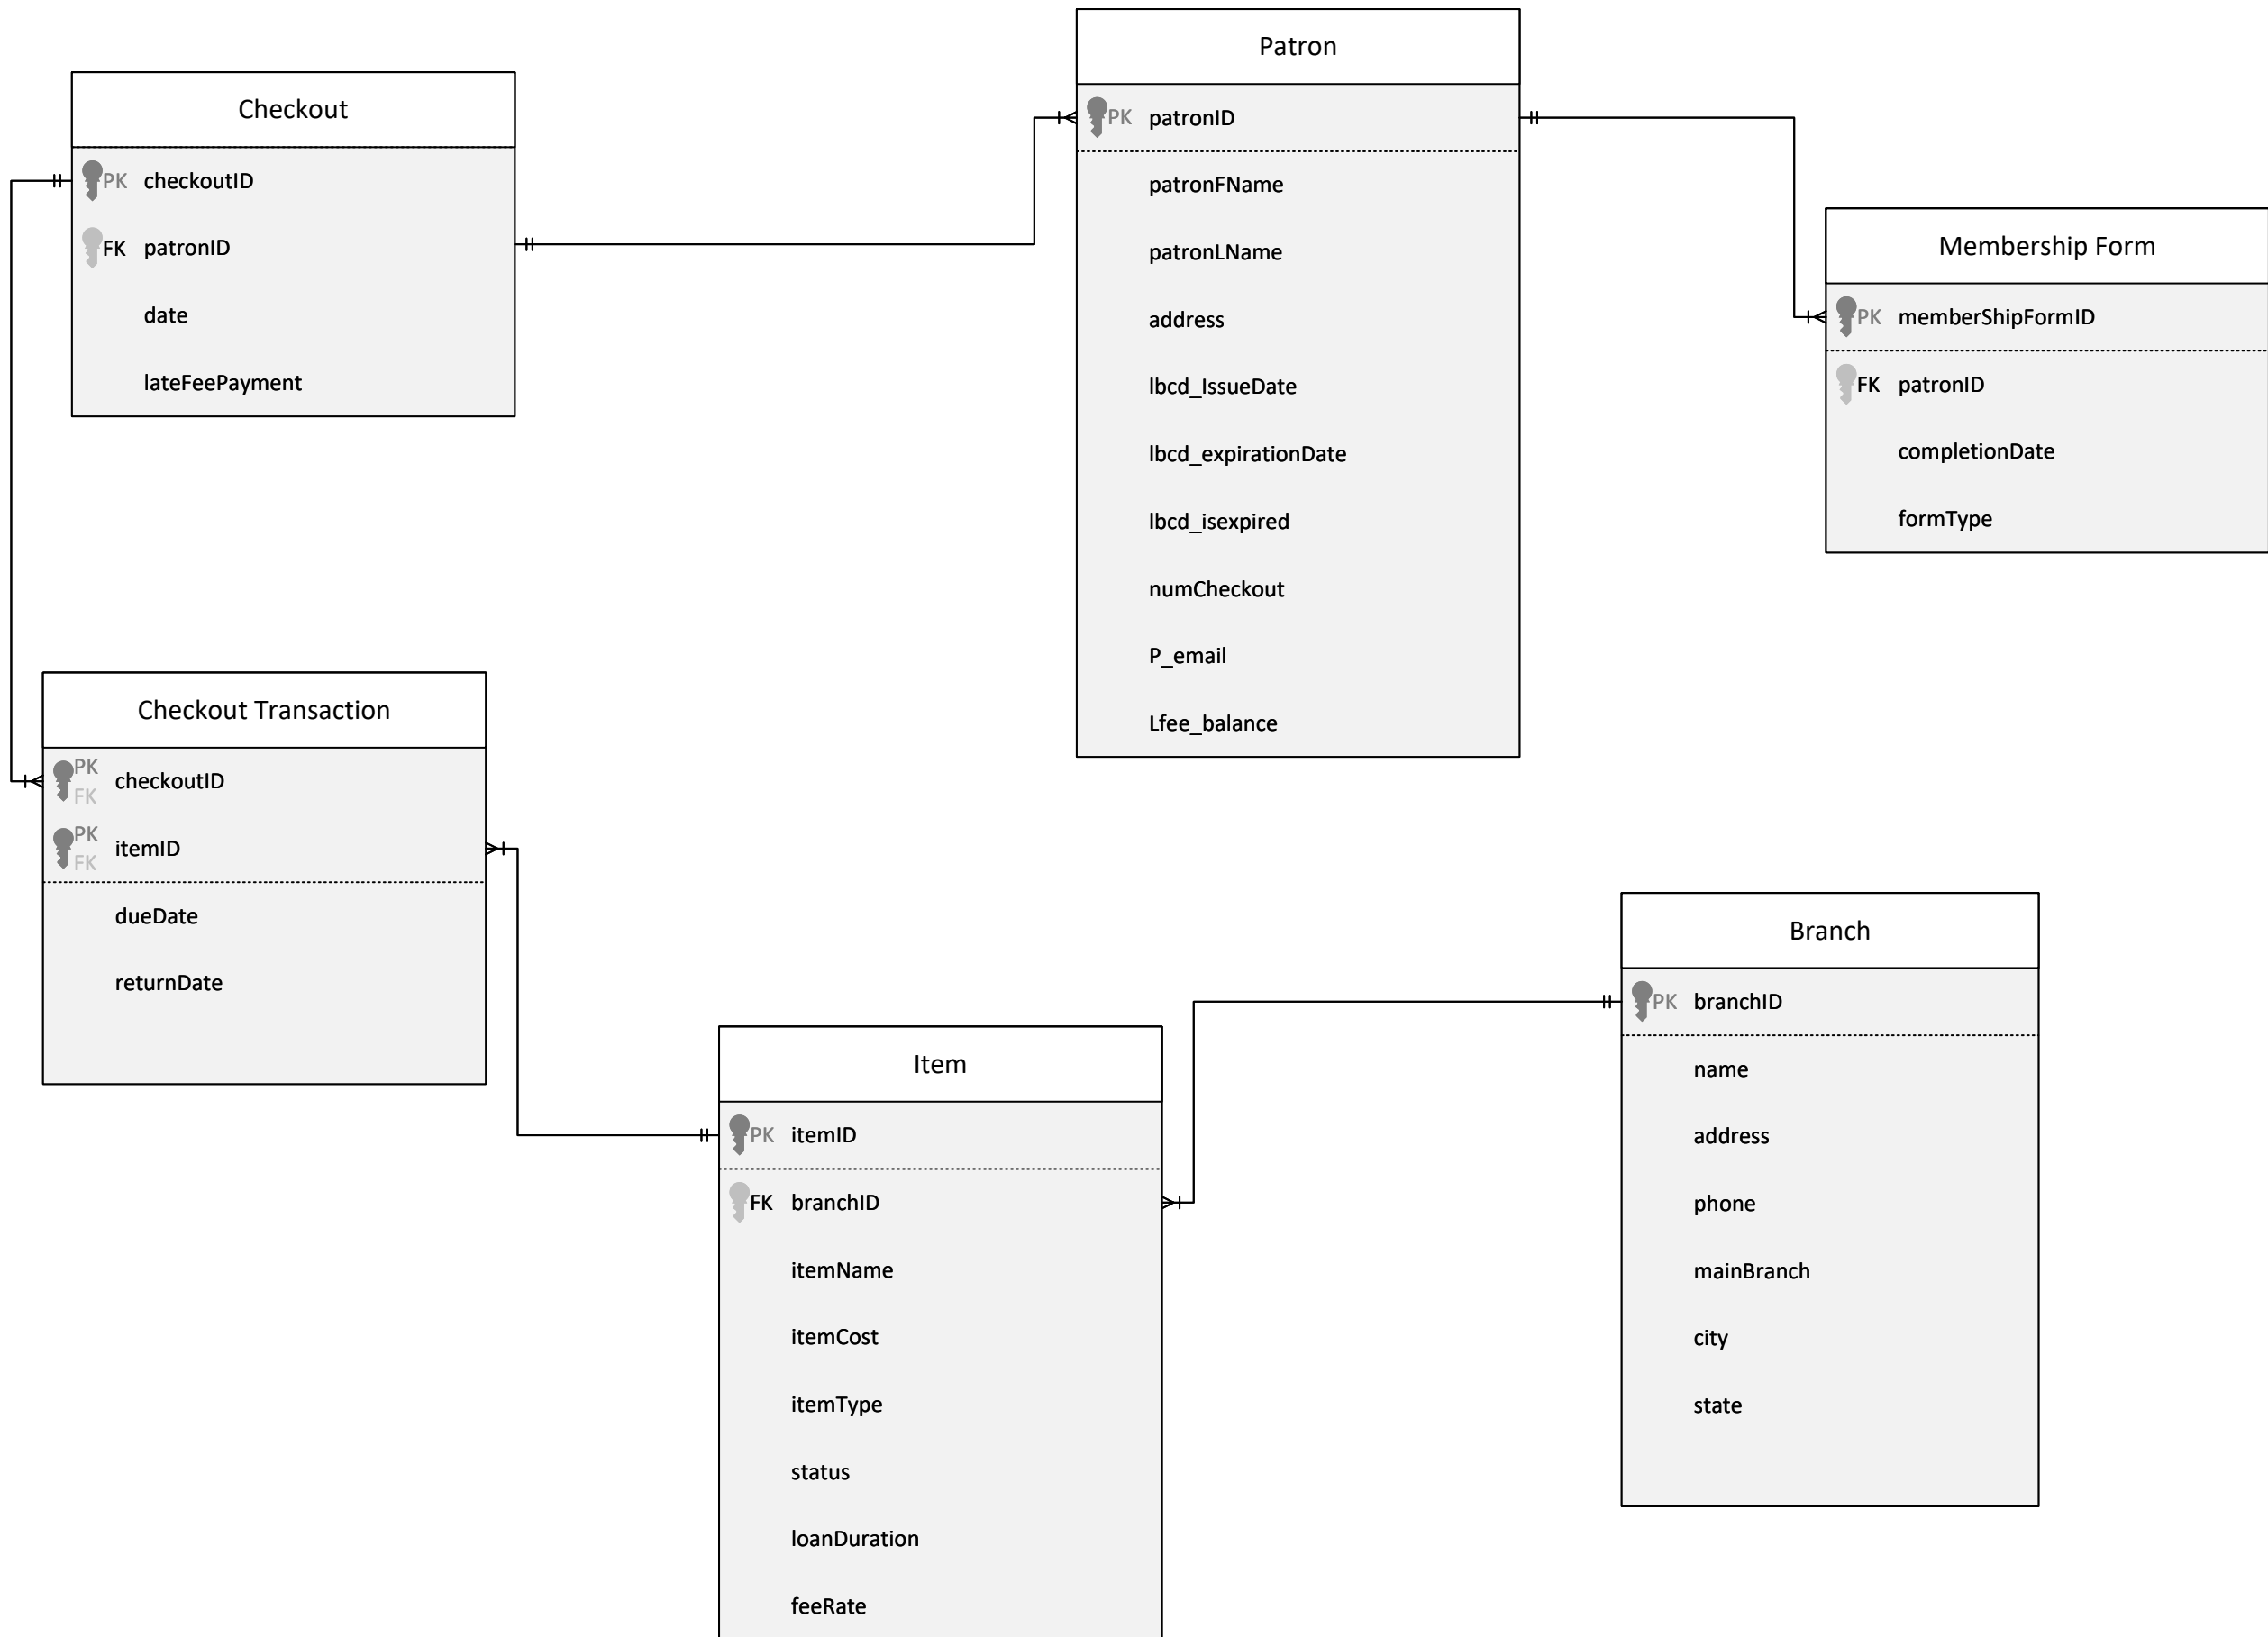 Patron
PK patronID
patronFName
patronLName
address
lbcd_IssueDate
lbcd_expirationDate
lbcd_isexpired
numCheckout
P_email
Lfee_balance
Checkout
PK checkoutID
FK patronID
date
lateFeePayment
Membership Form
PK memberShipFormID
FK patronID
completionDate
formType
Checkout Transaction
PK
FK
checkoutID
PK
FK
itemID
dueDate
returnDate
Item
PK itemID
FK branchID
itemName
itemCost
itemType
status
loanDuration
feeRate
Branch
PK branchID
name
address
phone
mainBranch
city
state